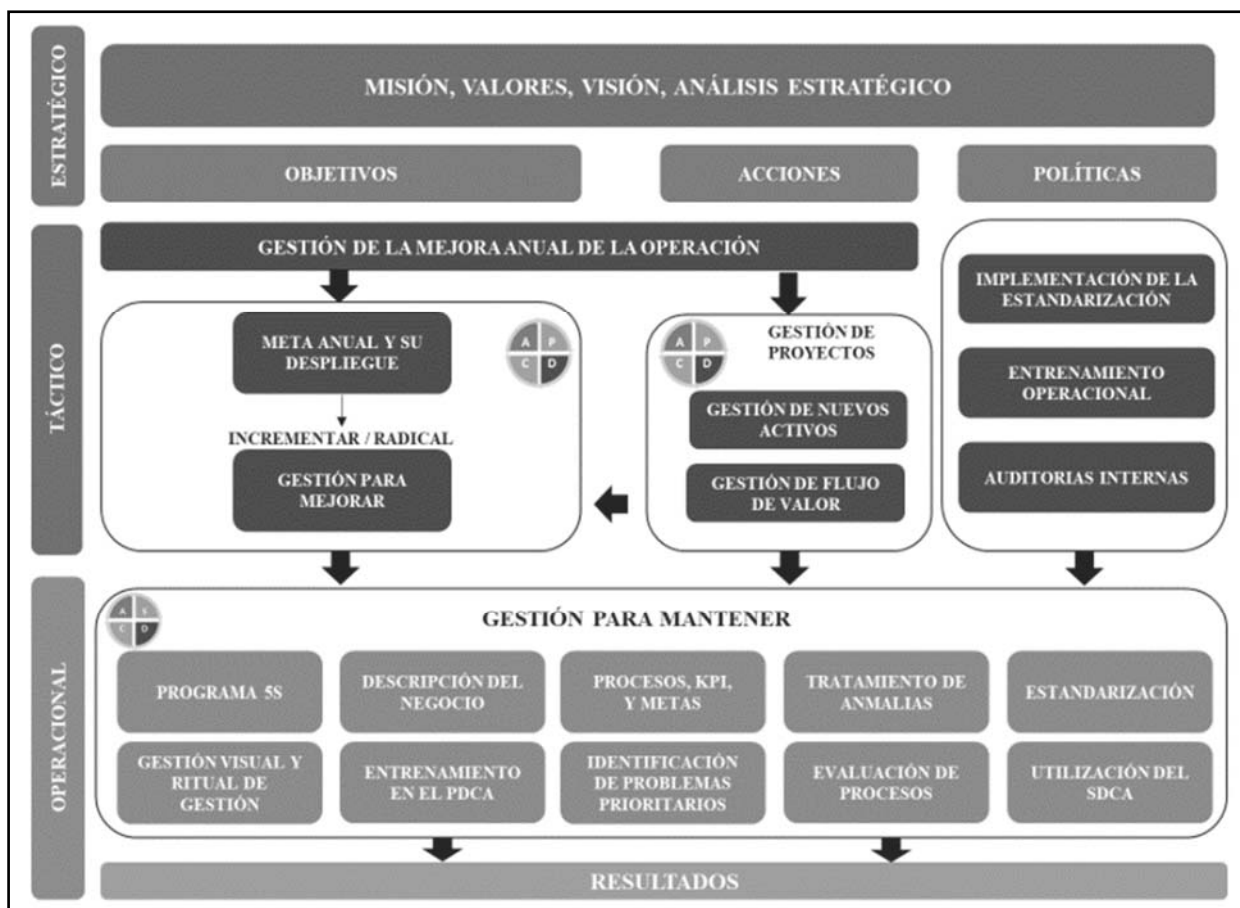 ESTRATÉGICO
MISIÓN, VALORES, VISIÓN, ANÁLISIS ESTRATÉGICO
OBJETIVOS
ACCIONES
POLÍTICAS
TÁCTICO
GESTIÓN DE LA MEJORA ANUAL DE LA OPERACIÓN
META ANUAL Y SU
DESPLIEGUE
A P
C D
INCREMENTAR / RADICAL
GESTIÓN PARA
MEJORAR
A P
C D
GESTIÓN DE
PROYECTOS
GESTIÓN DE NUEVOS
ACTIVOS
GESTIÓN DE FLUJO
DE VALOR
IMPLEMENTACIÓN DE LA
ESTANDARIZACIÓN
ENTRENAMIENTO
OPERACIONAL
AUDITORIAS INTERNAS
OPERACIONAL
A
C D
GESTIÓN PARA MANTENER
PROGRAMA 5S
DESCRIPCIÓN DEL
NEGOCIO
PROCESOS, KPI,
Y METAS
TRATAMIENTO DE
ANMALIAS
ESTANDARIZACIÓN
GESTIÓN VISUAL Y
RITUAL DE
GESTIÓN
ENTRENAMIENTO
EN EL PDCA
IDENTIFICACIÓN
DE PROBLEMAS
PRIORITARIOS
EVALUACIÓN DE
PROCESOS
UTILIZACIÓN DEL
SDCA
RESULTADOS